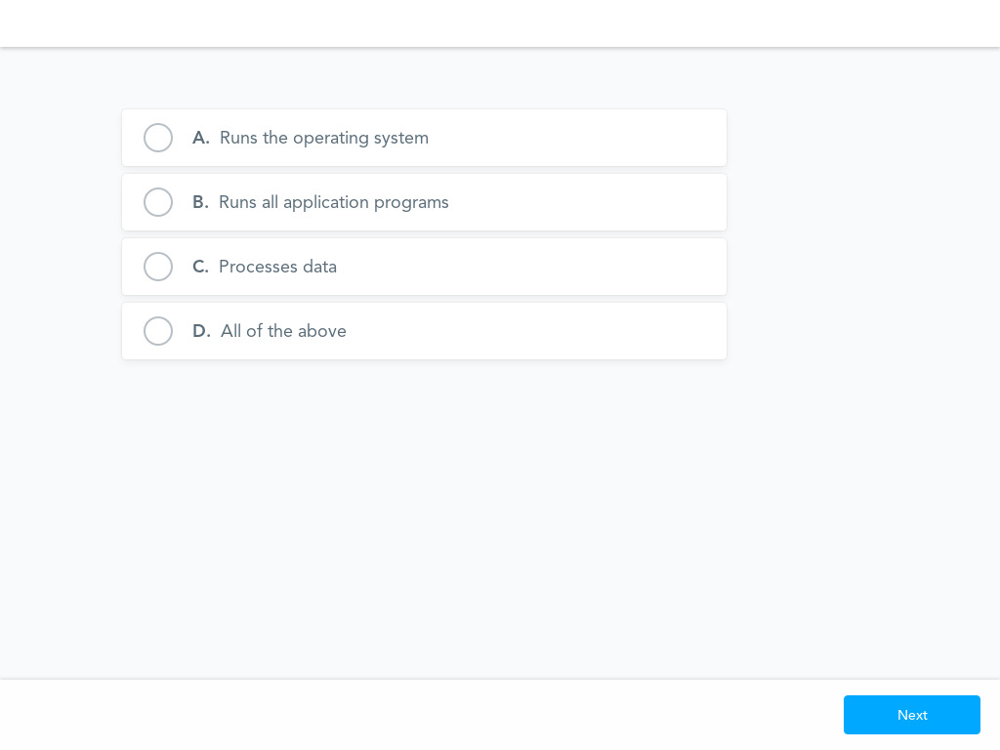 A. Runs the operating system
B. Runs all application programs
C. Processes data
D. All of the above
Next